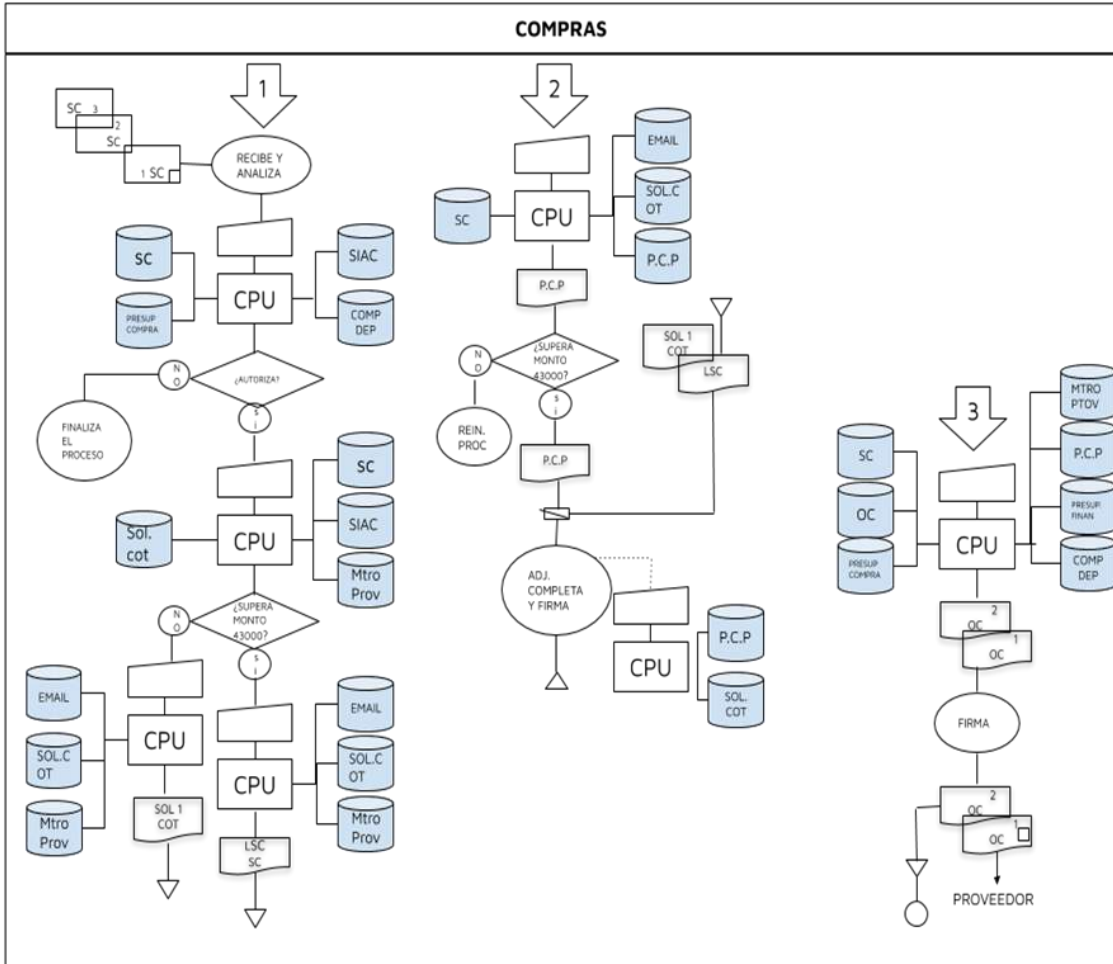 COMPRAS
1
SC 3
2
SC
1 SC
RECIBE Y
ANALIZA
SC
PRESUP
COMPRA
CPU
SIAC
COMP
DEP
¿AUTORIZA?
N
O
FINALIZA
EL
PROCESO
s
i
Sol.
cot
CPU
SC
SIAC
Mtro
Prov
¿SUPERA
MONTO
43000?
N
O
s
i
EMAIL
SOL.C
OT
Mtro
Prov
CPU
SOL 1
COT
CPU
EMAIL
SOL.C
OT
Mtro
Prov
LSC
SC
2
SC
CPU
EMAIL
SOL.C
OT
P.C.P
P.C.P
¿SUPERA
MONTO
43000?
N
O
REIN.
PROC
s
i
P.C.P
SOL 1
COT
LSC
ADJ.
COMPLETA
Y FIRMA
CPU
P.C.P
SOL.
COT
3
SC
OC
PRESUP
COMPRA
CPU
MTRO
PTOV
P.C.P
PRESUP.
FINAN
COMP
DEP
2
OC
1
OC
FIRMA
2
OC
1
OC
PROVEEDOR